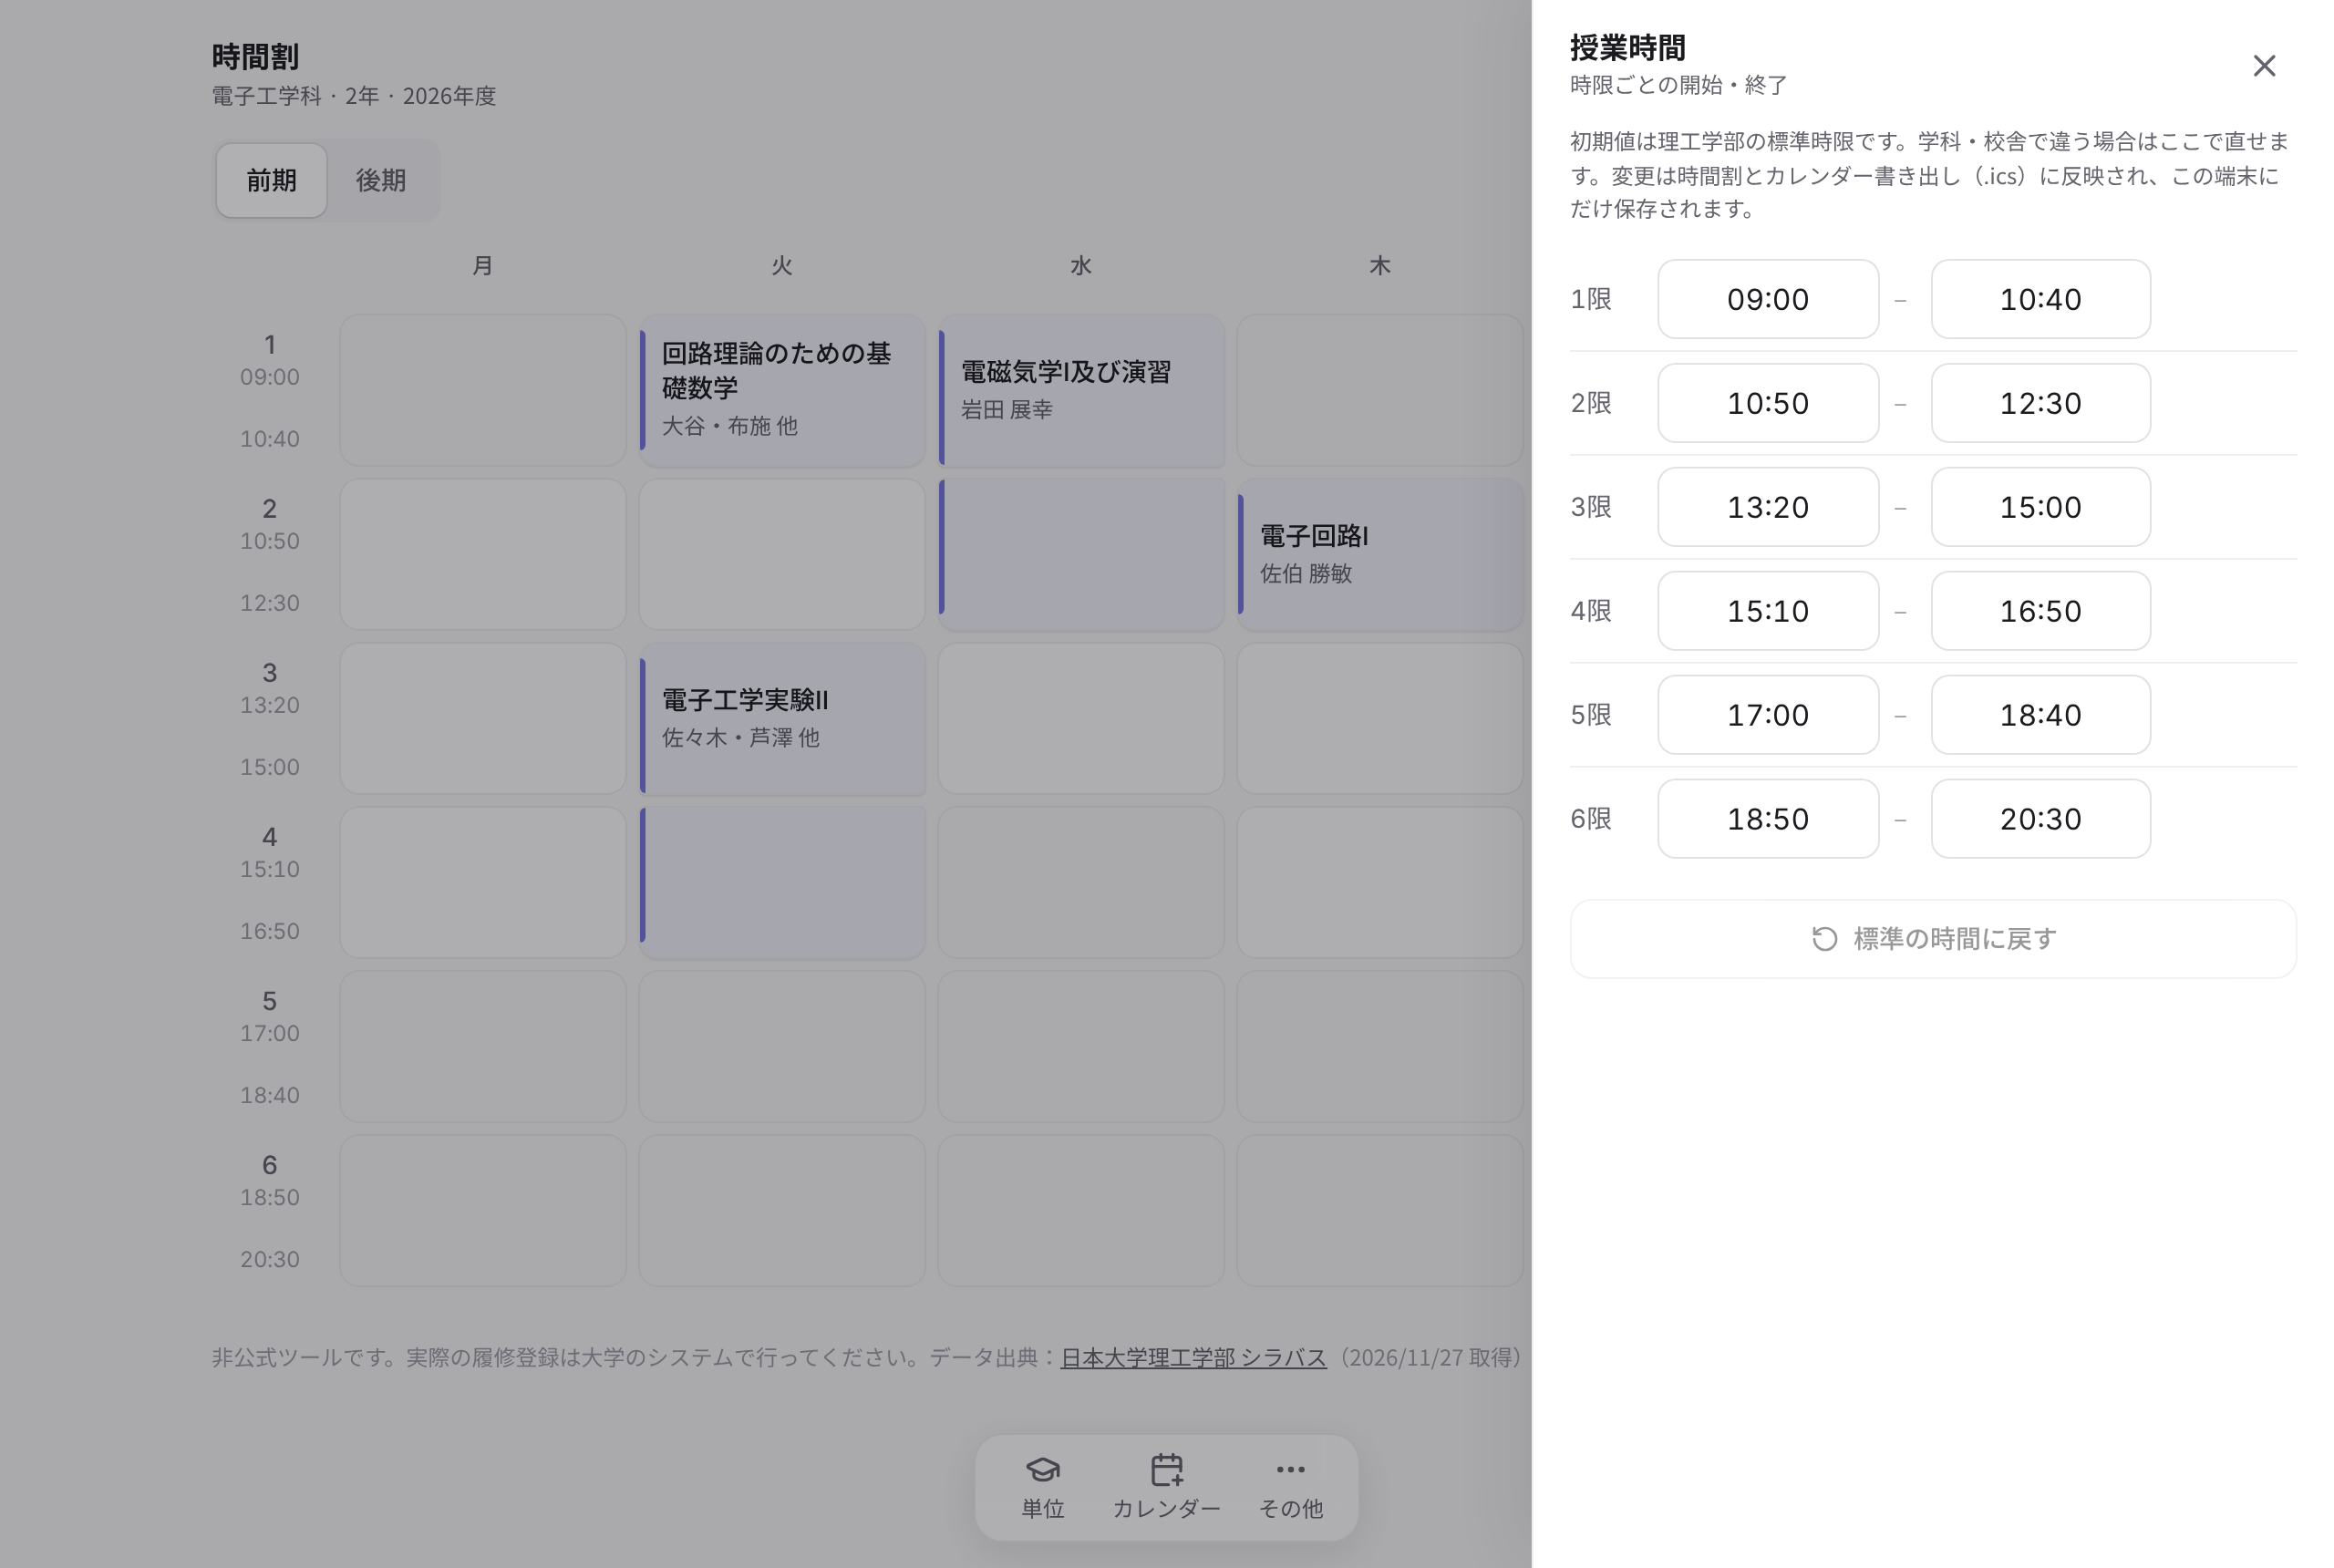 時間割
電子工学科 · 2年 · 2026年度
前期
後期
月
火
水
木
1
09:00
10:40
回路理論のための基
礎数学
大谷・布施 他
電磁気学I及び演習
岩田 展幸
2
10:50
12:30
電子回路I
佐伯 勝敏
3
13:20
15:00
電子工学実験II
佐々木・芦澤 他
4
15:10
16:50
5
17:00
18:40
6
18:50
20:30
非公式ツールです。実際の履修登録は大学のシステムで行ってください。データ出典：日本大学理工学部 シラバス（2026/11/27 取得）
単位
カレンダー
その他
授業時間
時限ごとの開始・終了
初期値は理工学部の標準時限です。学科・校舎で違う場合はここで直せま
す。変更は時間割とカレンダー書き出し（.ics）に反映され、この端末に
だけ保存されます。
1限 09:00 – 10:40
2限 10:50 – 12:30
3限 13:20 – 15:00
4限 15:10 – 16:50
5限 17:00 – 18:40
6限 18:50 – 20:30
標準の時間に戻す